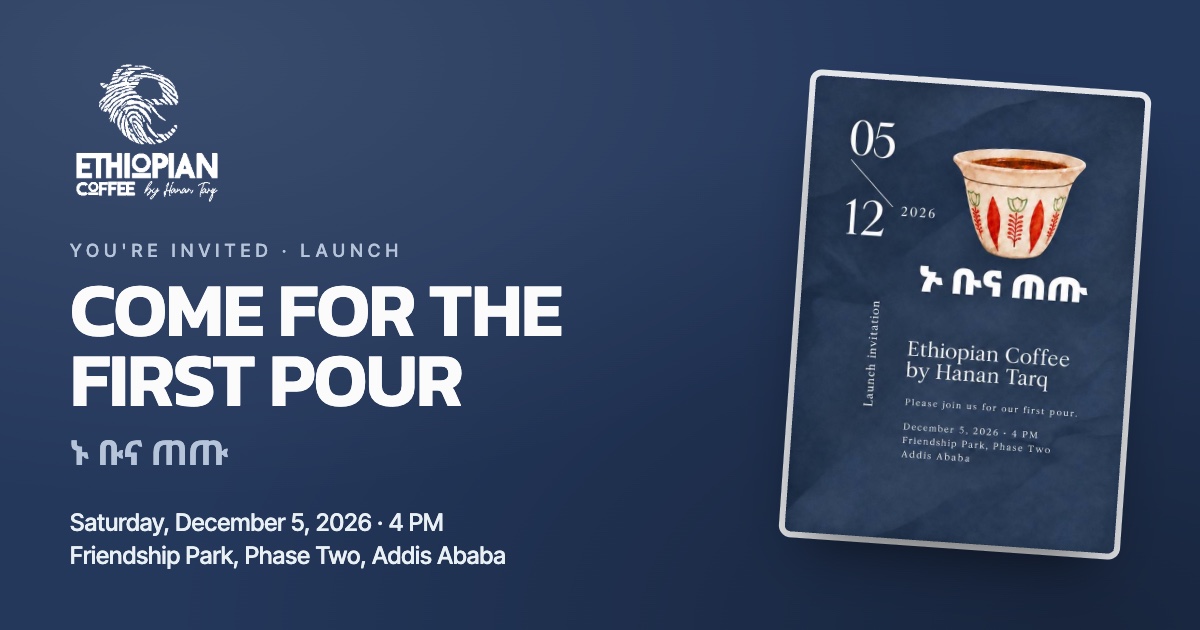 ETHIOPIAN
COFFEE by Hanan Tarq
YOU'RE INVITED · LAUNCH
COME FOR THE
FIRST POUR
ኑ ቡና ጠጡ
Saturday, December 5, 2026 · 4 PM
Friendship Park, Phase Two, Addis Ababa
05
12 2026
ኑ ቡና ጠጡ
Launch invitation
Ethiopian Coffee
by Hanan Tarq
Please join us for our first pour.
December 5, 2026 · 4 PM
Friendship Park, Phase Two
Addis Ababa